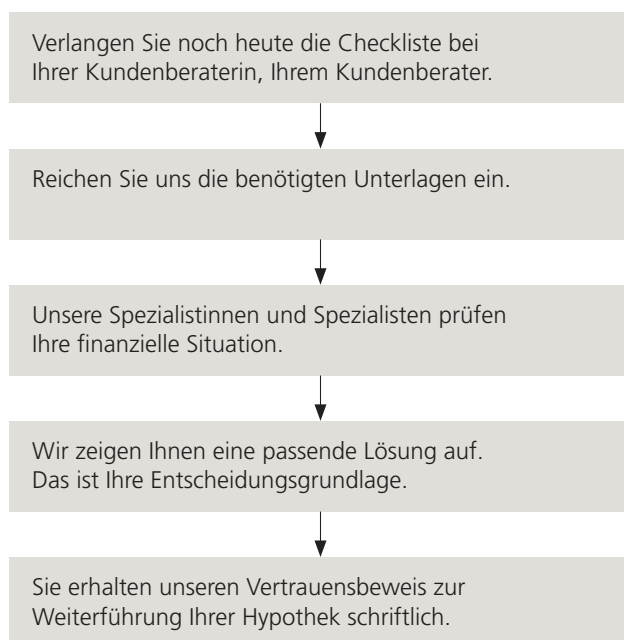 Verlangen Sie noch heute die Checkliste bei
Ihrer Kundenberaterin, Ihrem Kundenberater.
Reichen Sie uns die benötigten Unterlagen ein.
Unsere Spezialistinnen und Spezialisten prüfen
Ihre finanzielle Situation.
Wir zeigen Ihnen eine passende Lösung auf.
Das ist Ihre Entscheidungsgrundlage.
Sie erhalten unseren Vertrauensbeweis zur
Weiterführung Ihrer Hypothek schriftlich.